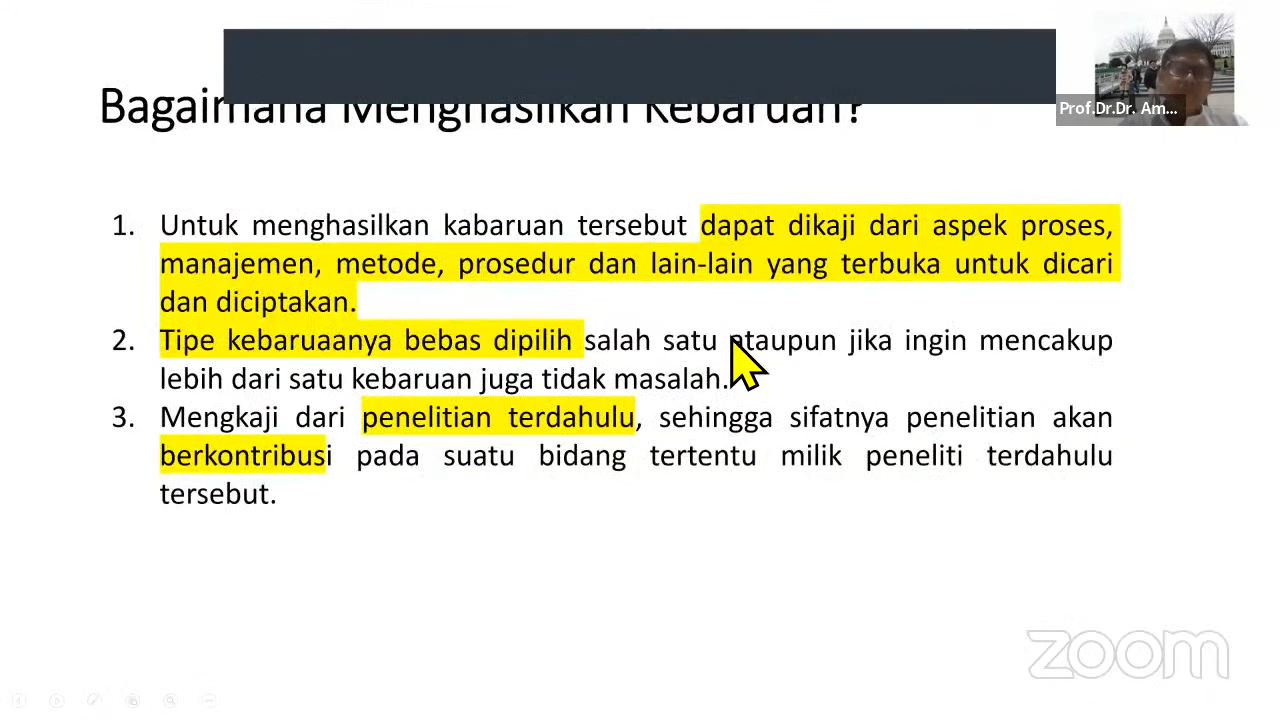 Bagaimana Menghasilkan Kebaruan?
Prof.Dr.Dr. Am...
1. Untuk menghasilkan kabaruan tersebut dapat dikaji dari aspek proses,
manajemen, metode, prosedur dan lain-lain yang terbuka untuk dicari
dan diciptakan.
2. Tipe kebaruaanya bebas dipilih salah satu ataupun jika ingin mencakup
lebih dari satu kebaruan juga tidak masalah.
3. Mengkaji dari penelitian terdahulu, sehingga sifatnya penelitian akan
berkontribusi pada suatu bidang tertentu milik peneliti terdahulu
tersebut.
zoom